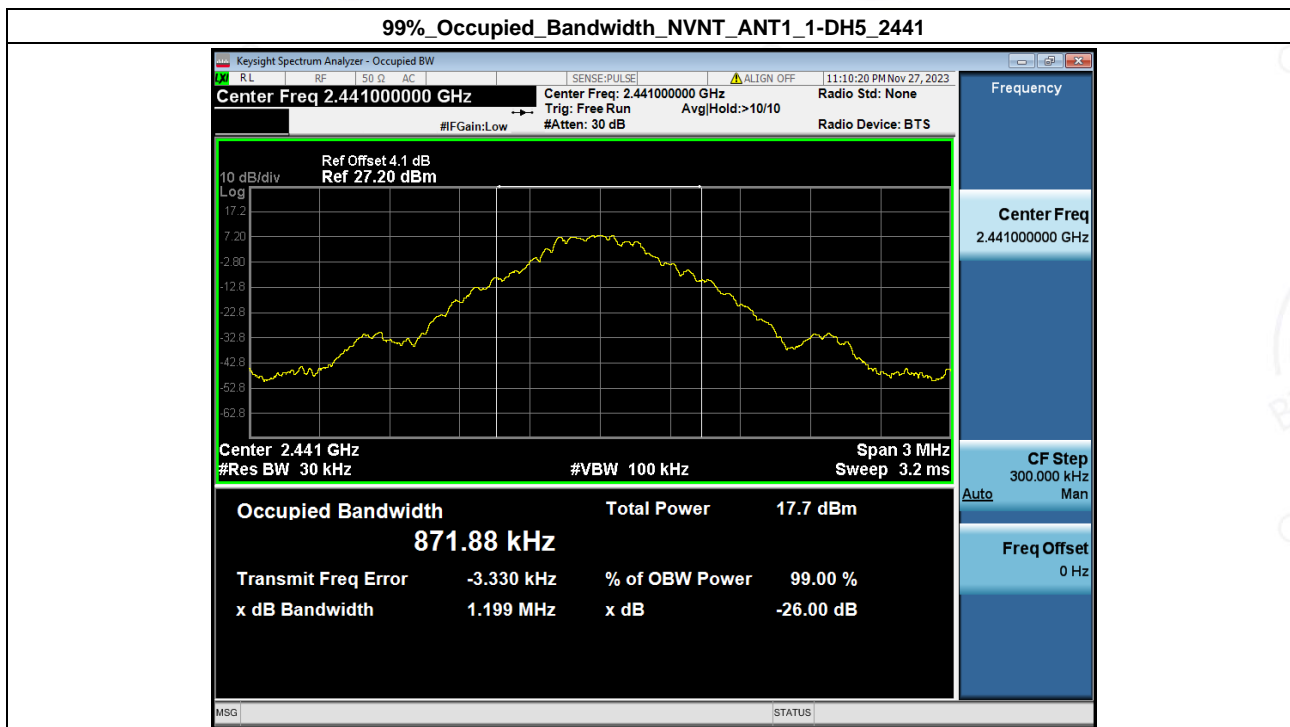 99%_Occupied_Bandwidth_NVNT_ANT1_1-DH5_2441
Keysight Spectrum Analyzer - Occupied BW
LXI RL RF 50 Ω AC SENSE:PULSE ALIGN OFF 11:10:20 PM Nov 27, 2023
Center Freq 2.441000000 GHz
Center Freq: 2.441000000 GHz Radio Std: None
Trig: Free Run Avg|Hold:>10/10
#IFGain:Low #Atten: 30 dB Radio Device: BTS
Ref Offset 4.1 dB
10 dB/div Ref 27.20 dBm
Log
17.2
7.20
-2.80
-12.8
-22.8
-32.8
-42.8
-52.8
-62.8
Center 2.441 GHz Span 3 MHz
#Res BW 30 kHz #VBW 100 kHz Sweep 3.2 ms
Occupied Bandwidth Total Power 17.7 dBm
871.88 kHz
Transmit Freq Error -3.330 kHz % of OBW Power 99.00 %
x dB Bandwidth 1.199 MHz x dB -26.00 dB
MSG STATUS
Frequency
Center Freq
2.441000000 GHz
CF Step
300.000 kHz
Auto Man
Freq Offset
0 Hz